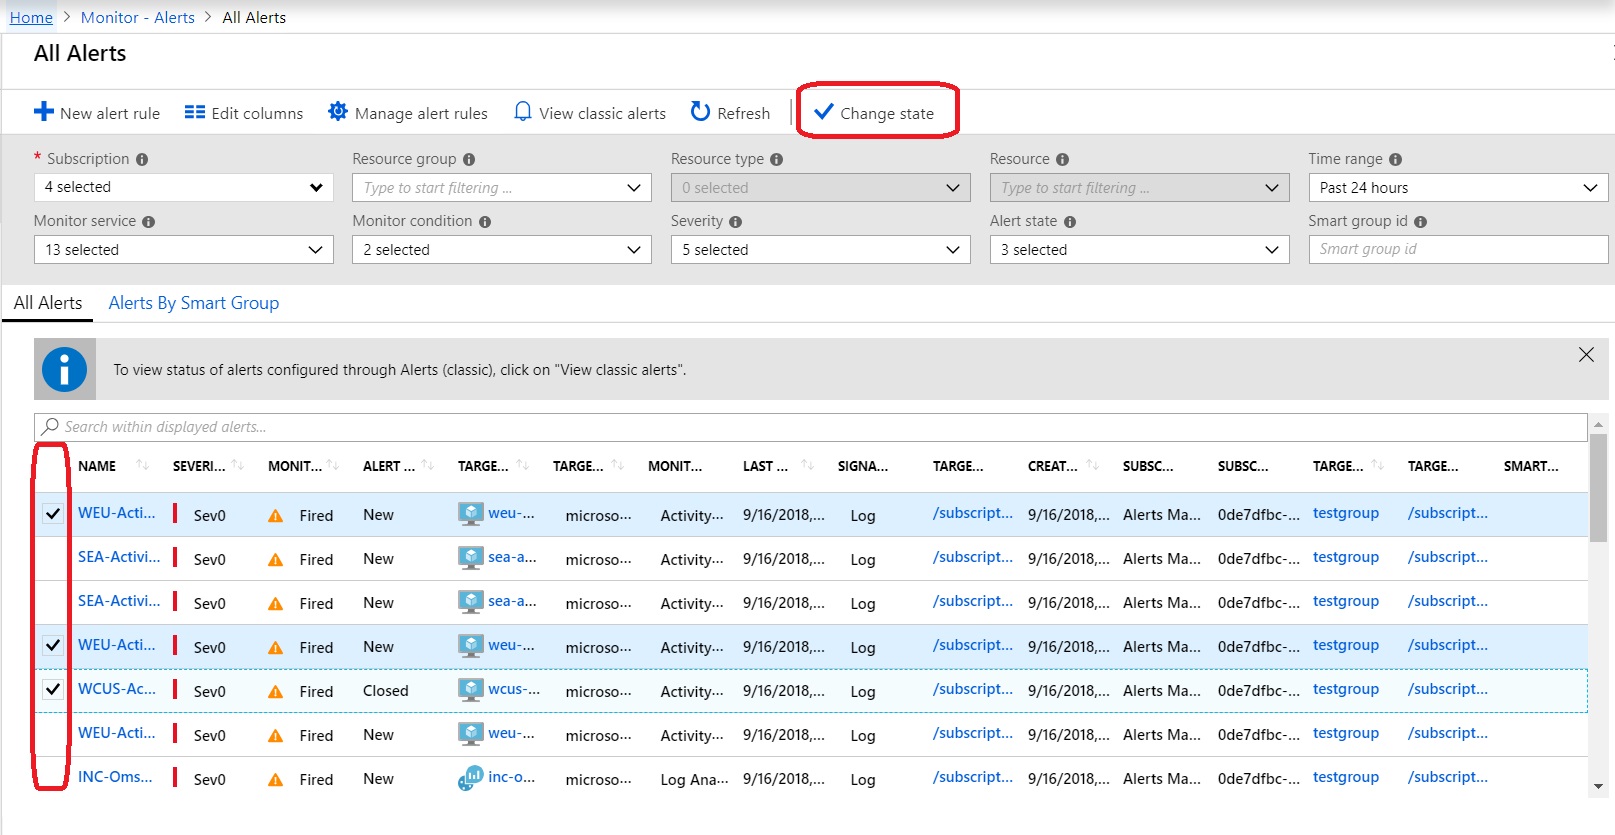 Home > Monitor - Alerts > All Alerts
All Alerts
New alert rule Edit columns Manage alert rules View classic alerts Refresh Change state
* Subscription Resource group Resource type Resource Time range
4 selected Type to start filtering ... 0 selected Type to start filtering ... Past 24 hours
Monitor service Monitor condition Severity Alert state Smart group id
13 selected 2 selected 5 selected 3 selected Smart group id
All Alerts Alerts By Smart Group
To view status of alerts configured through Alerts (classic), click on "View classic alerts".
Search within displayed alerts...
NAME SEVERI... MONIT... ALERT ... TARGE... TARGE... MONIT... LAST ... SIGNA... TARGE... CREAT... SUBSC... SUBSC... TARGE... TARGE... SMART...
WEU-Acti... Sev0 Fired New weu-... microso... Activity... 9/16/2018,... Log /subscript... 9/16/2018,... Alerts Ma... 0de7dfbc-... testgroup /subscript...
SEA-Activi... Sev0 Fired New sea-a... microso... Activity... 9/16/2018,... Log /subscript... 9/16/2018,... Alerts Ma... 0de7dfbc-... testgroup /subscript...
SEA-Activi... Sev0 Fired New sea-a... microso... Activity... 9/16/2018,... Log /subscript... 9/16/2018,... Alerts Ma... 0de7dfbc-... testgroup /subscript...
WEU-Acti... Sev0 Fired New weu-... microso... Activity... 9/16/2018,... Log /subscript... 9/16/2018,... Alerts Ma... 0de7dfbc-... testgroup /subscript...
WCUS-Ac... Sev0 Fired Closed wcus-... microso... Activity... 9/16/2018,... Log /subscript... 9/16/2018,... Alerts Ma... 0de7dfbc-... testgroup /subscript...
WEU-Acti... Sev0 Fired New weu-... microso... Activity... 9/16/2018,... Log /subscript... 9/16/2018,... Alerts Ma... 0de7dfbc-... testgroup /subscript...
INC-Oms... Sev0 Fired New inc-o... microso... Log Ana... 9/16/2018,... Log /subscript... 9/16/2018,... Alerts Ma... 0de7dfbc-... testgroup /subscript...